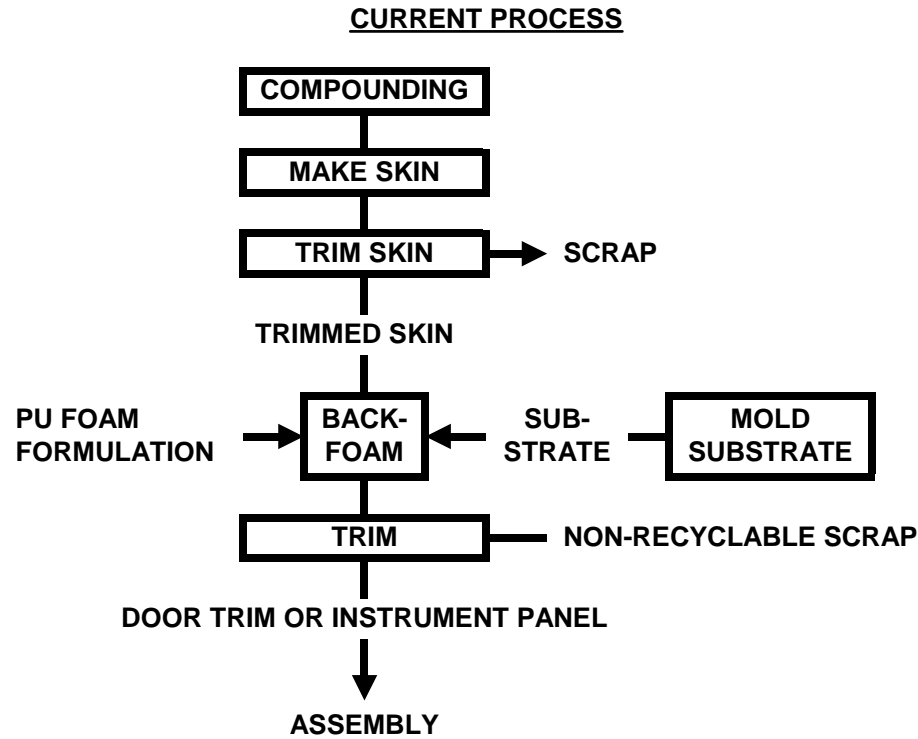 CURRENT PROCESS
COMPOUNDING
MAKE SKIN
TRIM SKIN
SCRAP
TRIMMED SKIN
PU FOAM
FORMULATION
BACK-
FOAM
SUB-
STRATE
MOLD
SUBSTRATE
TRIM
NON-RECYCLABLE SCRAP
DOOR TRIM OR INSTRUMENT PANEL
ASSEMBLY